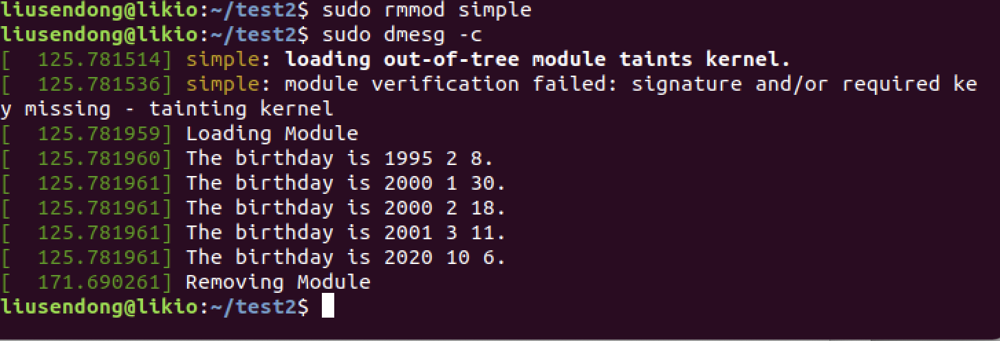 liusendong@likio:~/test2$ sudo rmmod simple
liusendong@likio:~/test2$ sudo dmesg -c
[  125.781514] simple: loading out-of-tree module taints kernel.
[  125.781536] simple: module verification failed: signature and/or required ke
y missing - tainting kernel
[  125.781959] Loading Module
[  125.781960] The birthday is 1995 2 8.
[  125.781961] The birthday is 2000 1 30.
[  125.781961] The birthday is 2000 2 18.
[  125.781961] The birthday is 2001 3 11.
[  125.781961] The birthday is 2020 10 6.
[  171.690261] Removing Module
liusendong@likio:~/test2$